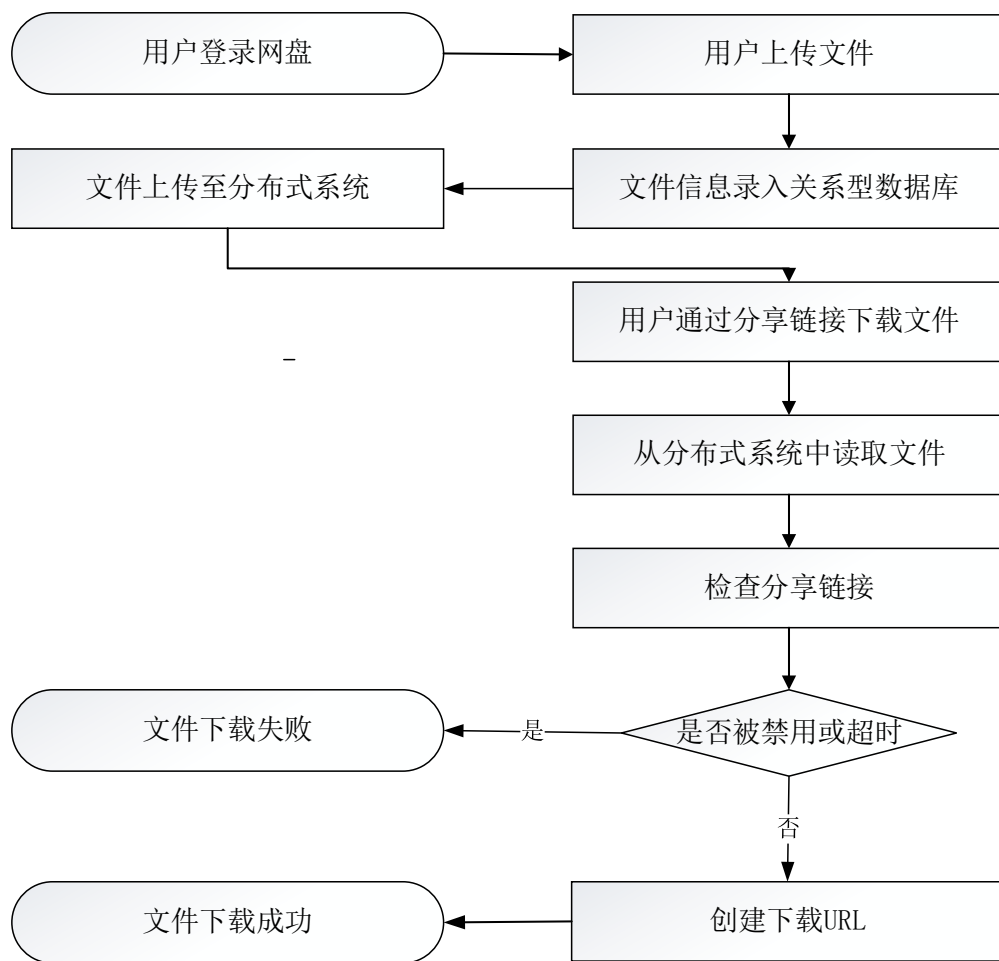 用户登录网盘
用户上传文件
文件信息录入关系型数据库
文件上传至分布式系统
用户通过分享链接下载文件
从分布式系统中读取文件
检查分享链接
是否被禁用或超时
是
文件下载失败
否
创建下载URL
文件下载成功